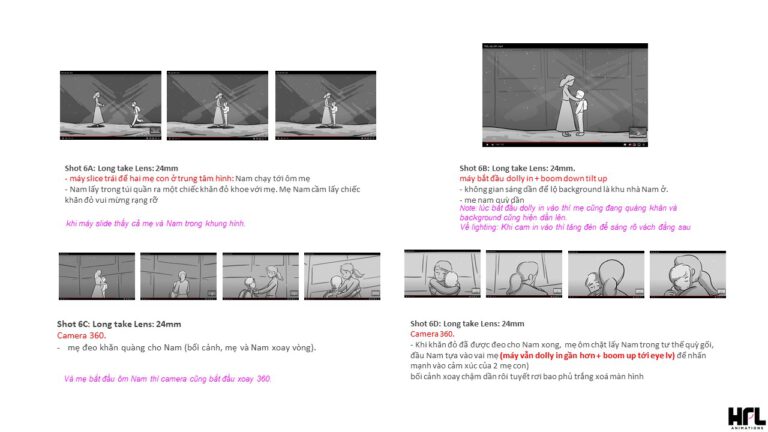 Shot 6A: Long take Lens: 24mm
- máy slice trái để hai mẹ con ở trung tâm hình: Nam chạy tới ôm mẹ
- Nam lấy trong túi quần ra một chiếc khăn đỏ khoe với mẹ. Mẹ Nam cầm lấy chiếc
khăn đỏ vui mừng rạng rỡ
khi máy slide thấy cả mẹ và Nam trong khung hình.
Shot 6B: Long take Lens: 24mm.
máy bắt đầu dolly in + boom down tilt up
- không gian sáng dần để lộ background là khu nhà Nam ở.
- mẹ nam quỳ dần
Note: lúc bắt đầu dolly in vào thì mẹ cũng đang quàng khăn và
background cũng hiện dần lên.
Về lighting: Khi cam in vào thì tăng đèn để sáng rõ vách đằng sau
Shot 6C: Long take Lens: 24mm
Camera 360.
- mẹ đeo khăn quàng cho Nam (bối cảnh, mẹ và Nam xoay vòng).
Và mẹ bắt đầu ôm Nam thì camera cũng bắt đầu xoay 360.
Shot 6D: Long take Lens: 24mm
Camera 360.
- Khi khăn đỏ đã được đeo cho Nam xong, mẹ ôm chặt lấy Nam trong tư thế quỳ gối,
đầu Nam tựa vào vai mẹ (máy vẫn dolly in gần hơn + boom up tới eye lv) để nhấn
mạnh vào cảm xúc của 2 mẹ con)
bối cảnh xoay chậm dần rồi tuyết rơi bao phủ trắng xoá màn hình
HFL
ANIMATIONS